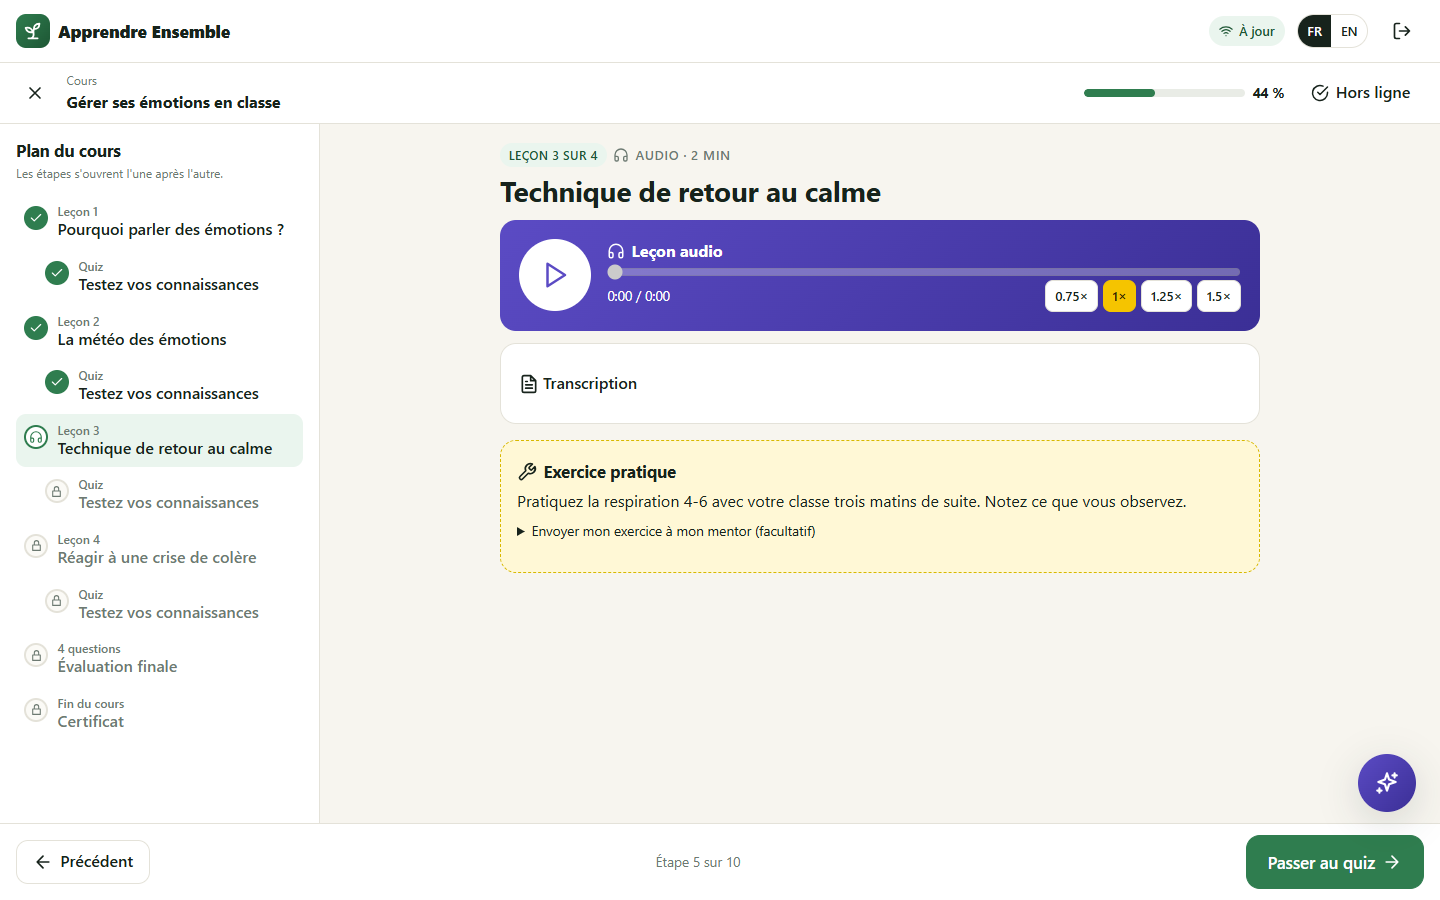 Apprendre Ensemble
À jour
FR
EN
Cours
Gérer ses émotions en classe
44 %
Hors ligne
Plan du cours
Les étapes s'ouvrent l'une après l'autre.
Leçon 1
Pourquoi parler des émotions ?
Quiz
Testez vos connaissances
Leçon 2
La météo des émotions
Quiz
Testez vos connaissances
Leçon 3
Technique de retour au calme
Quiz
Testez vos connaissances
Leçon 4
Réagir à une crise de colère
Quiz
Testez vos connaissances
4 questions
Évaluation finale
Fin du cours
Certificat
LEÇON 3 SUR 4
AUDIO · 2 MIN
Technique de retour au calme
Leçon audio
0:00 / 0:00
0.75×
1×
1.25×
1.5×
Transcription
Exercice pratique
Pratiquez la respiration 4-6 avec votre classe trois matins de suite. Notez ce que vous observez.
Envoyer mon exercice à mon mentor (facultatif)
Précédent
Étape 5 sur 10
Passer au quiz